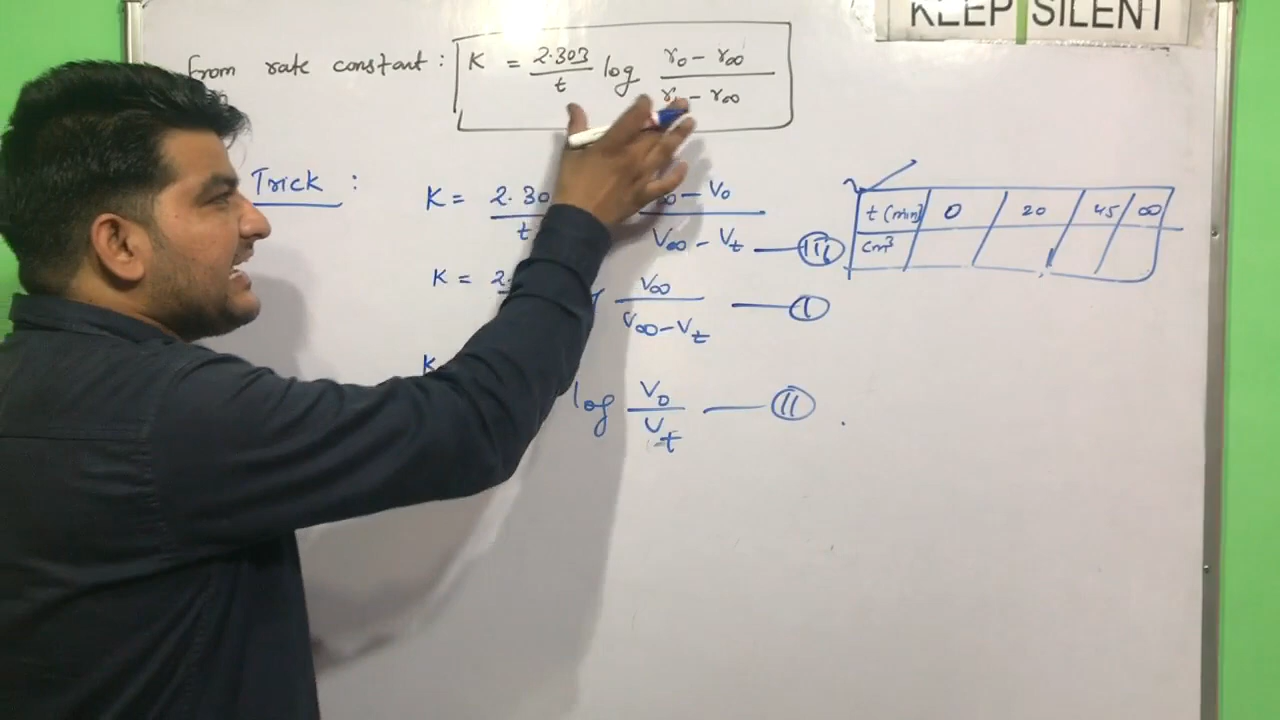 KEEP SILENT
From rate constant : K = 2.303/t log (r₀ - r∞)/(r - r∞)
Trick :
K = 2.30/t - V₀/(V∞ - Vt) — III
t (min) 0 20 45 ∞
cm³
K = 2. V∞/(V∞ - Vt) — I
K
log V₀/Vt — II